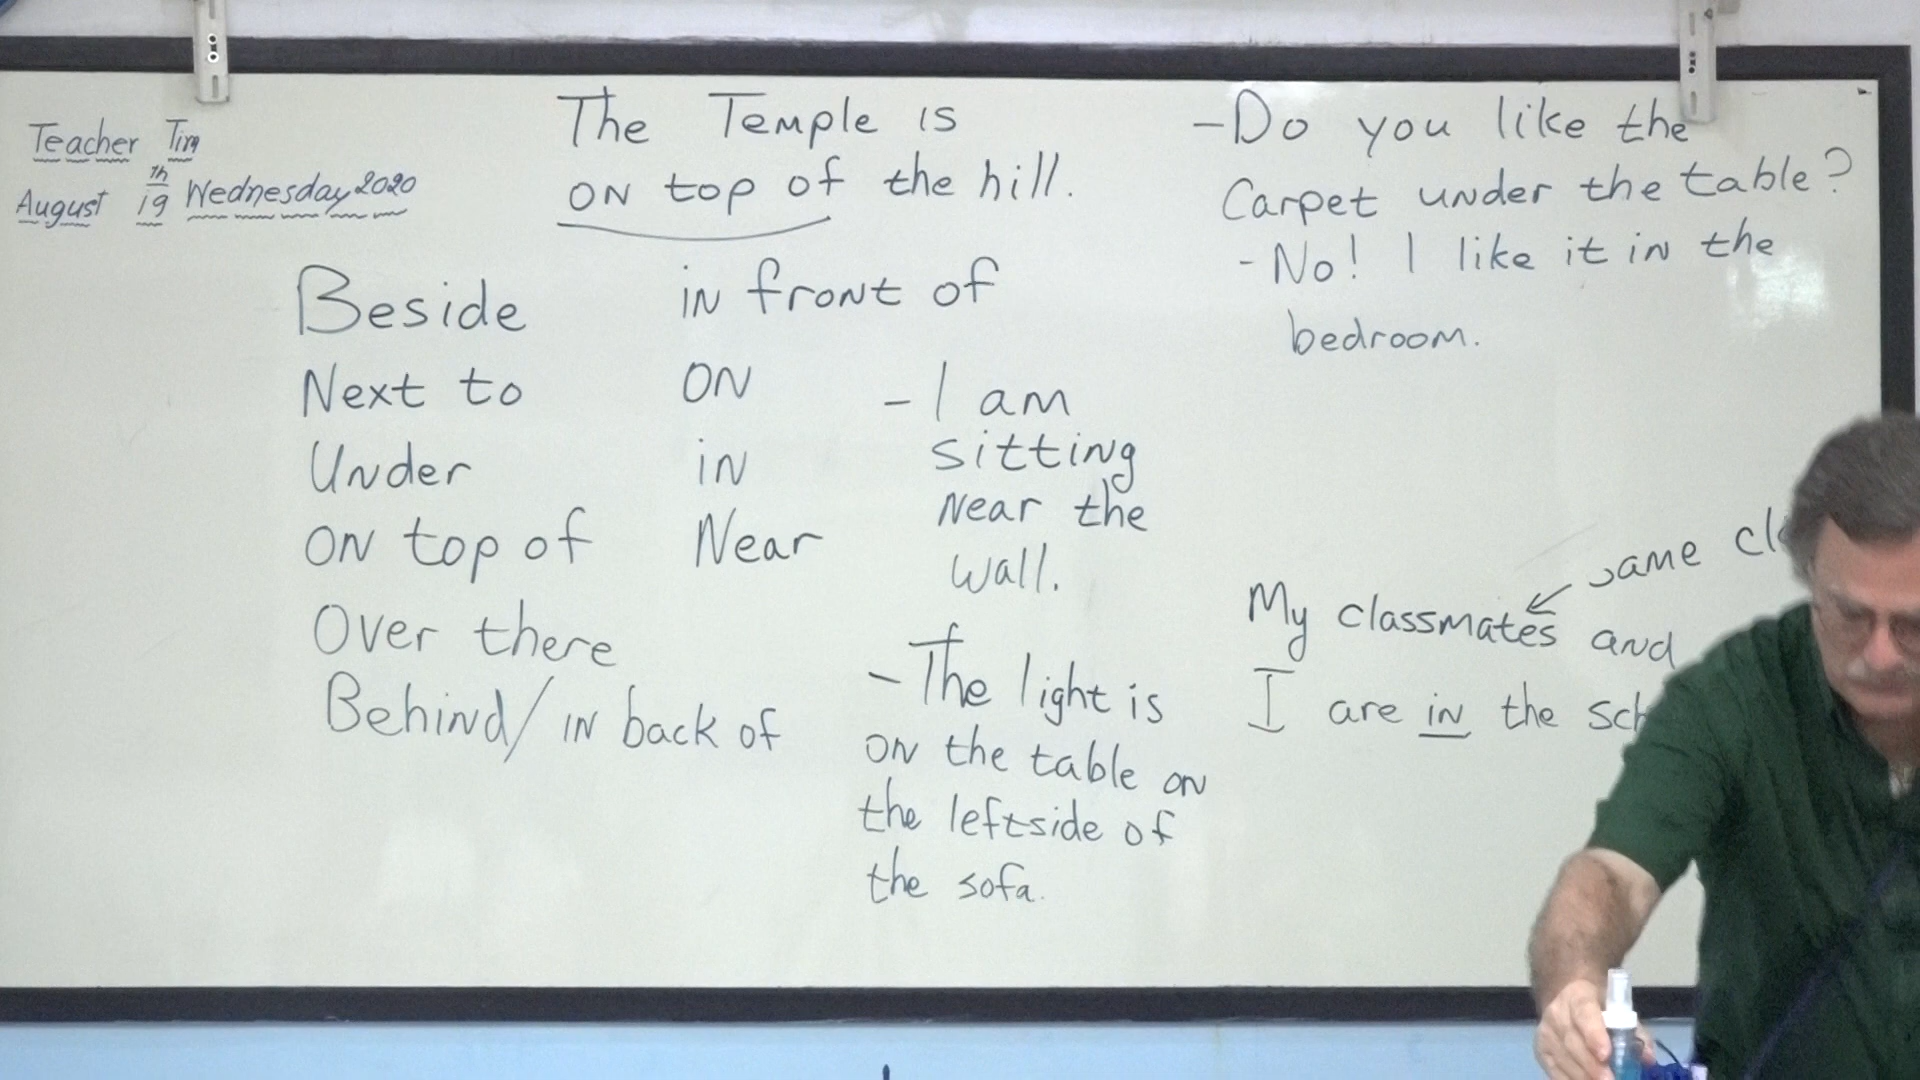 Teacher Tim
August 19th Wednesday, 2020
The Temple is
on top of the hill.
Beside
Next to
Under
on top of
Over there
Behind/ in back of
in front of
on
in
Near
- I am
sitting
near the
wall.
- The light is
on the table on
the leftside of
the sofa.
- Do you like the
Carpet under the table?
- No! I like it in the
bedroom.
same
My classmates and
I are in the